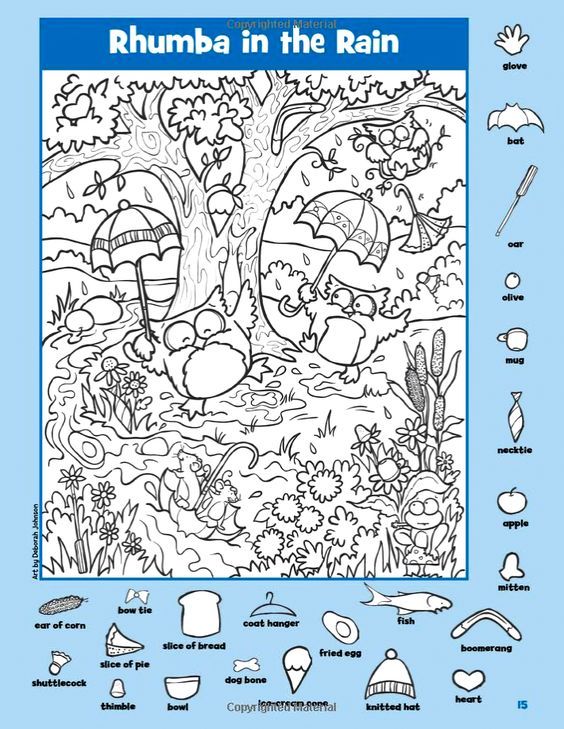 Copyrighted Material
Rhumba in the Rain
glove
bat
oar
olive
mug
necktie
apple
mitten
Art by Deborah Johnson
ear of corn
bow tie
slice of bread
coat hanger
fried egg
fish
boomerang
shuttlecock
slice of pie
thimble
bowl
dog bone
ice-cream cone
knitted hat
heart
15
Copyrighted Material